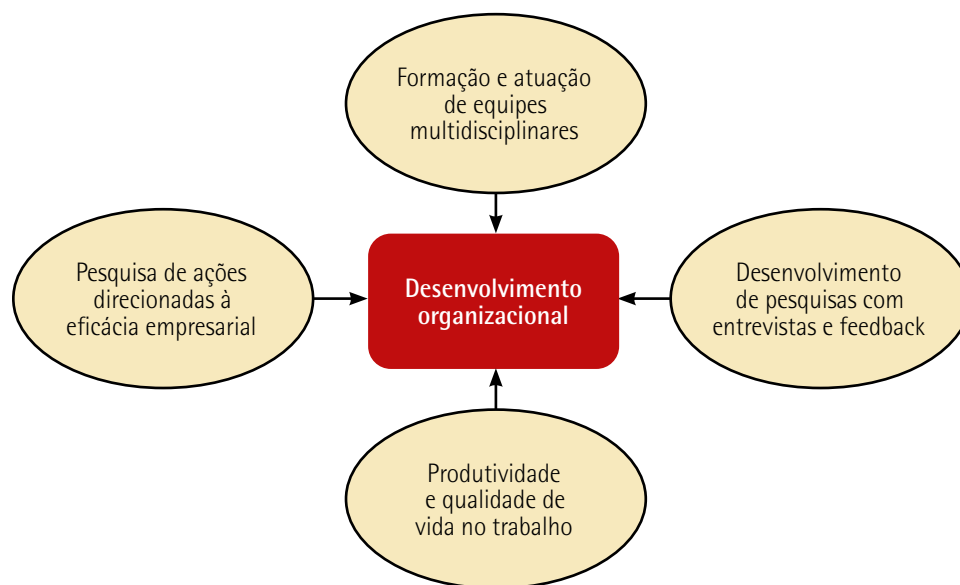 Formação e atuação
de equipes
multidisciplinares
Pesquisa de ações
direcionadas à
eficácia empresarial
Desenvolvimento
organizacional
Desenvolvimento
de pesquisas com
entrevistas e feedback
Produtividade
e qualidade de
vida no trabalho